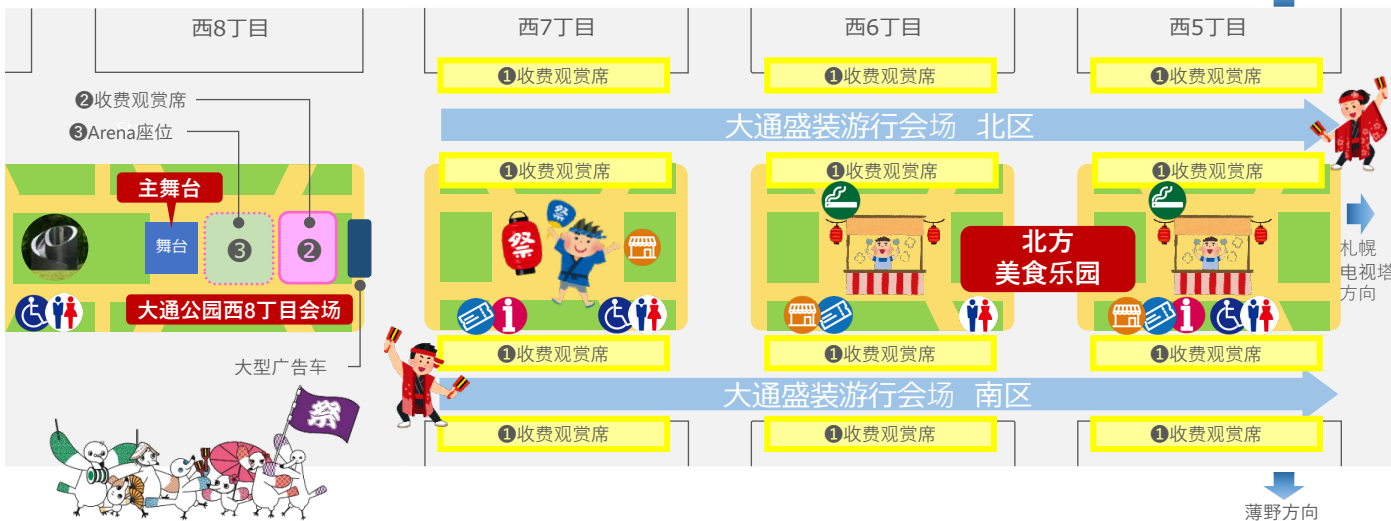 西8丁目
西7丁目
西6丁目
西5丁目
❶收费观赏席
❶收费观赏席
❶收费观赏席
❷收费观赏席
❸Arena座位
大通盛装游行会场 北区
❶收费观赏席
❶收费观赏席
❶收费观赏席
主舞台
舞台
❸
❷
祭
祭
北方
美食乐园
札幌
电视塔
方向
大通公园西8丁目会场
i
i
大型广告车
❶收费观赏席
❶收费观赏席
❶收费观赏席
大通盛装游行会场 南区
祭
❶收费观赏席
❶收费观赏席
❶收费观赏席
薄野方向